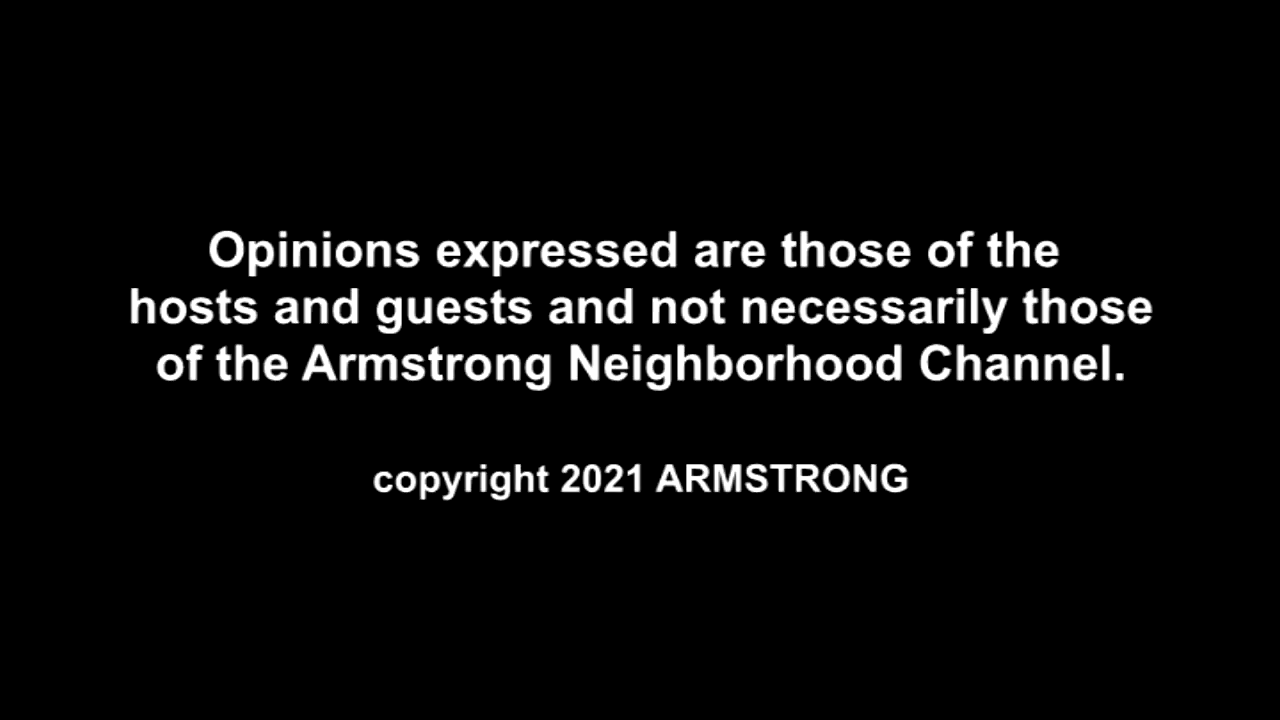 Opinions expressed are those of the
hosts and guests and not necessarily those
of the Armstrong Neighborhood Channel.
copyright 2021 ARMSTRONG